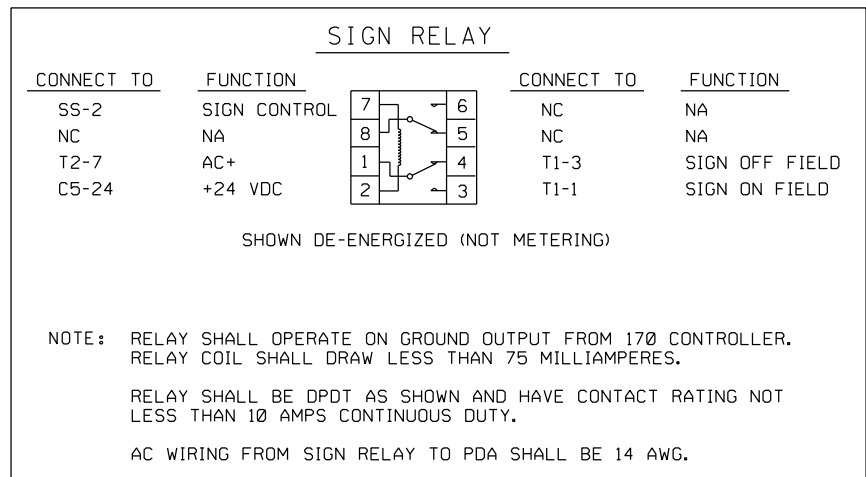 SIGN RELAY
CONNECT TO FUNCTION CONNECT TO FUNCTION
SS-2 SIGN CONTROL 7 6 NC NA
NC NA 8 5 NC NA
T2-7 AC+ 1 4 T1-3 SIGN OFF FIELD
C5-24 +24 VDC 2 3 T1-1 SIGN ON FIELD
SHOWN DE-ENERGIZED (NOT METERING)
NOTE: RELAY SHALL OPERATE ON GROUND OUTPUT FROM 170 CONTROLLER.
RELAY COIL SHALL DRAW LESS THAN 75 MILLIAMPERES.
RELAY SHALL BE DPDT AS SHOWN AND HAVE CONTACT RATING NOT
LESS THAN 10 AMPS CONTINUOUS DUTY.
AC WIRING FROM SIGN RELAY TO PDA SHALL BE 14 AWG.